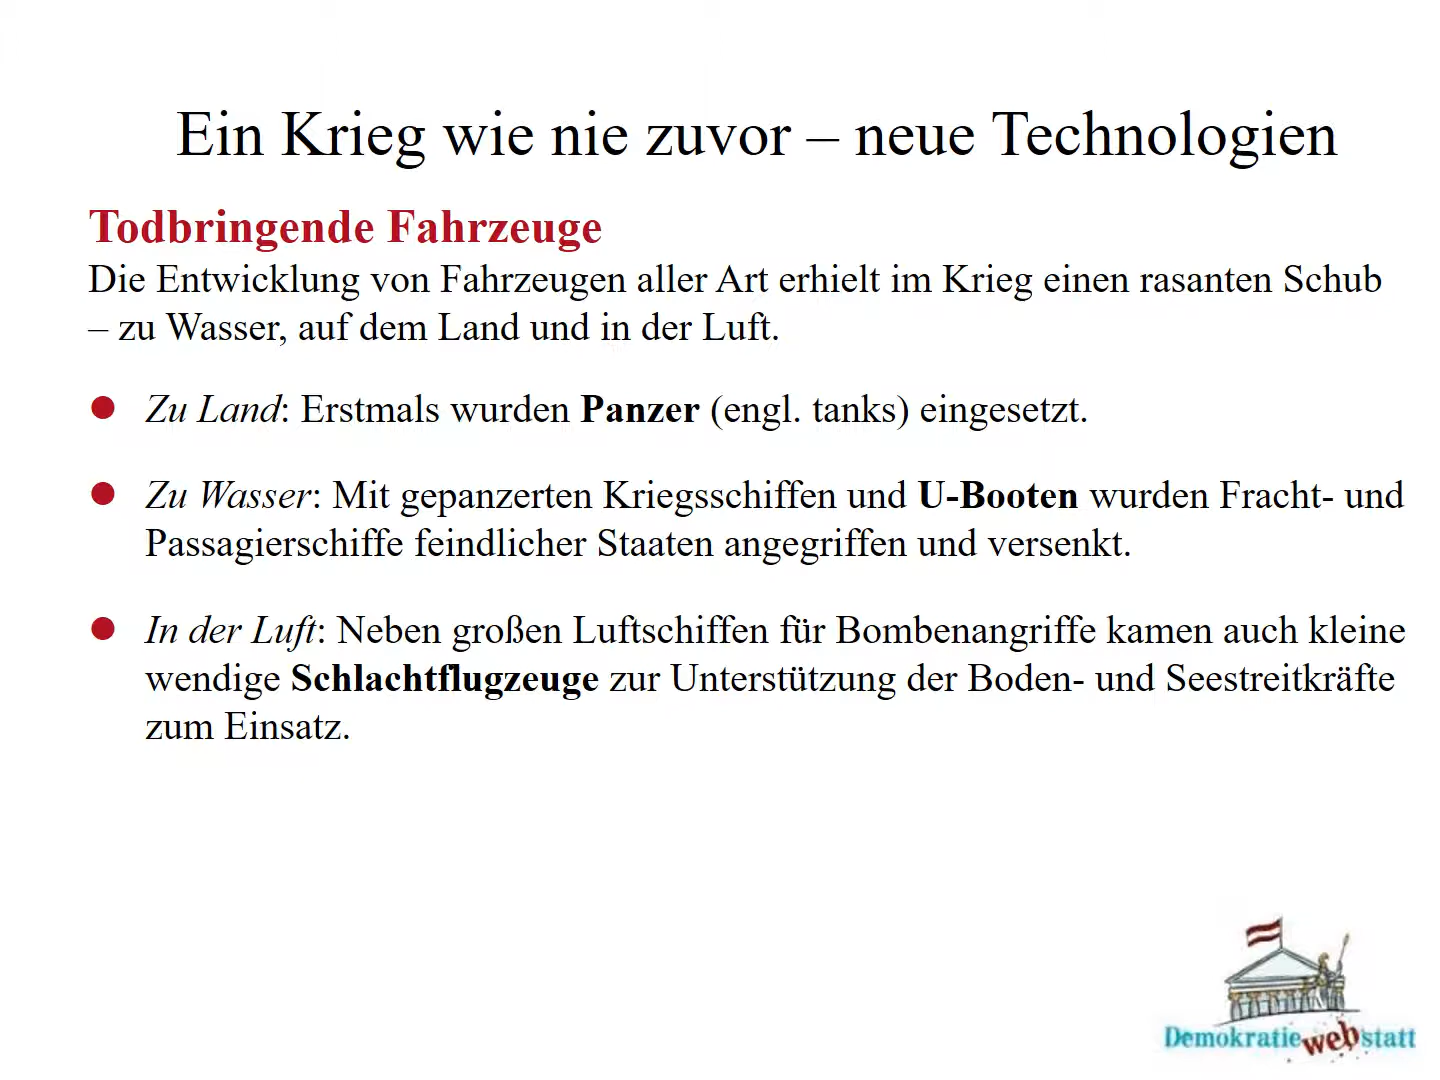 Ein Krieg wie nie zuvor – neue Technologien
Todbringende Fahrzeuge
Die Entwicklung von Fahrzeugen aller Art erhielt im Krieg einen rasanten Schub
– zu Wasser, auf dem Land und in der Luft.
● Zu Land: Erstmals wurden Panzer (engl. tanks) eingesetzt.
● Zu Wasser: Mit gepanzerten Kriegsschiffen und U-Booten wurden Fracht- und
Passagierschiffe feindlicher Staaten angegriffen und versenkt.
● In der Luft: Neben großen Luftschiffen für Bombenangriffe kamen auch kleine
wendige Schlachtflugzeuge zur Unterstützung der Boden- und Seestreitkräfte
zum Einsatz.
Demokratiewebstatt